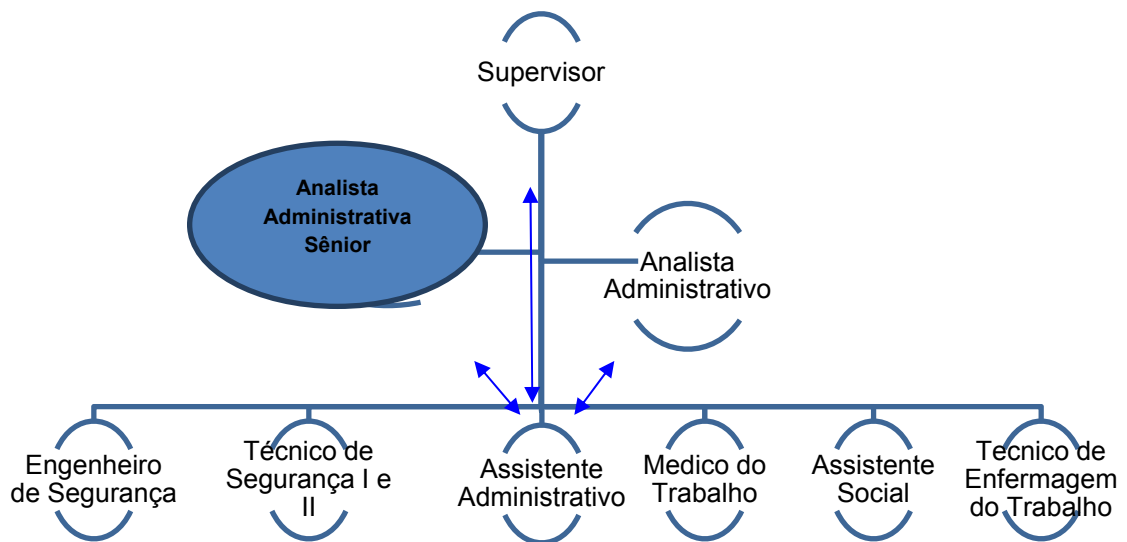 Supervisor
Analista
Administrativa
Sênior
Analista
Administrativo
Engenheiro
de Segurança
Técnico de
Segurança I e
II
Assistente
Administrativo
Medico do
Trabalho
Assistente
Social
Tecnico de
Enfermagem
do Trabalho